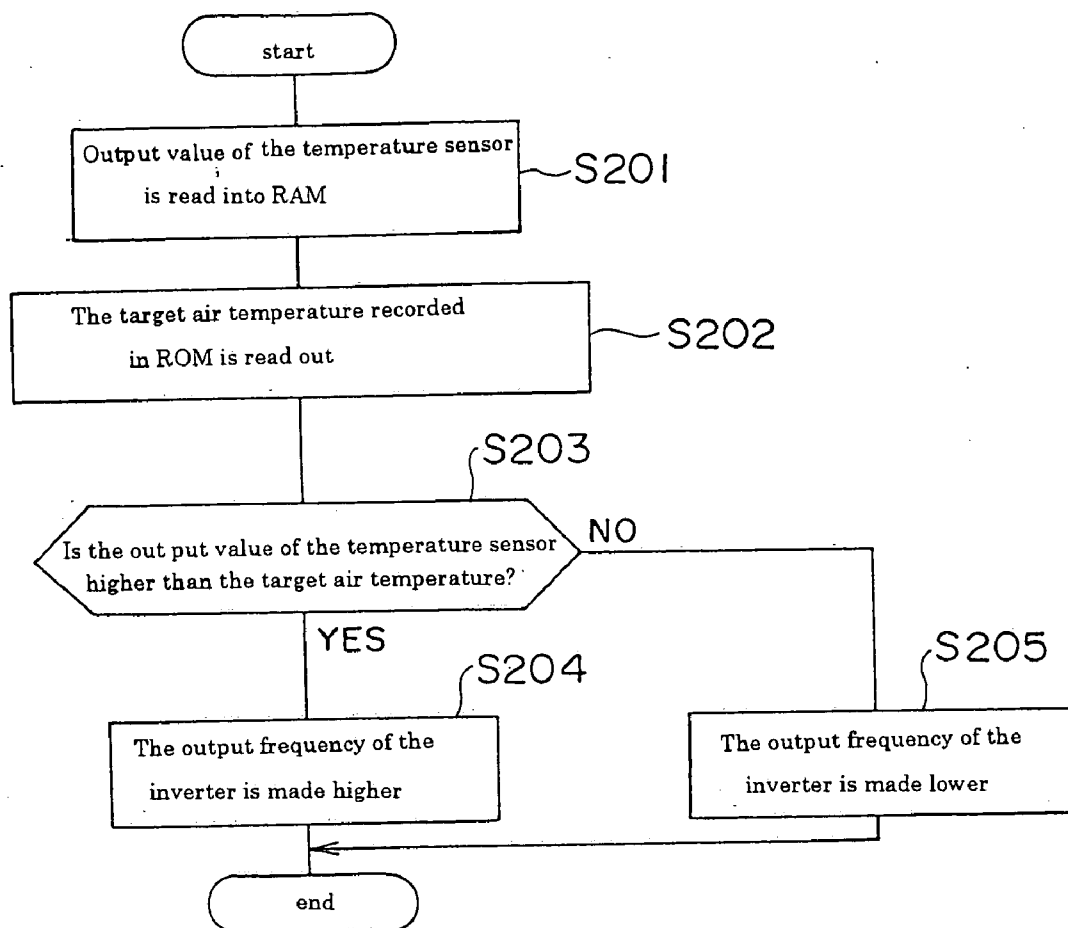 start
Output value of the temperature sensor
is read into RAM
S201
The target air temperature recorded
in ROM is read out
S202
S203
Is the out put value of the temperature sensor
higher than the target air temperature?
NO
YES
S204
The output frequency of the
inverter is made higher
S205
The output frequency of the
inverter is made lower
end